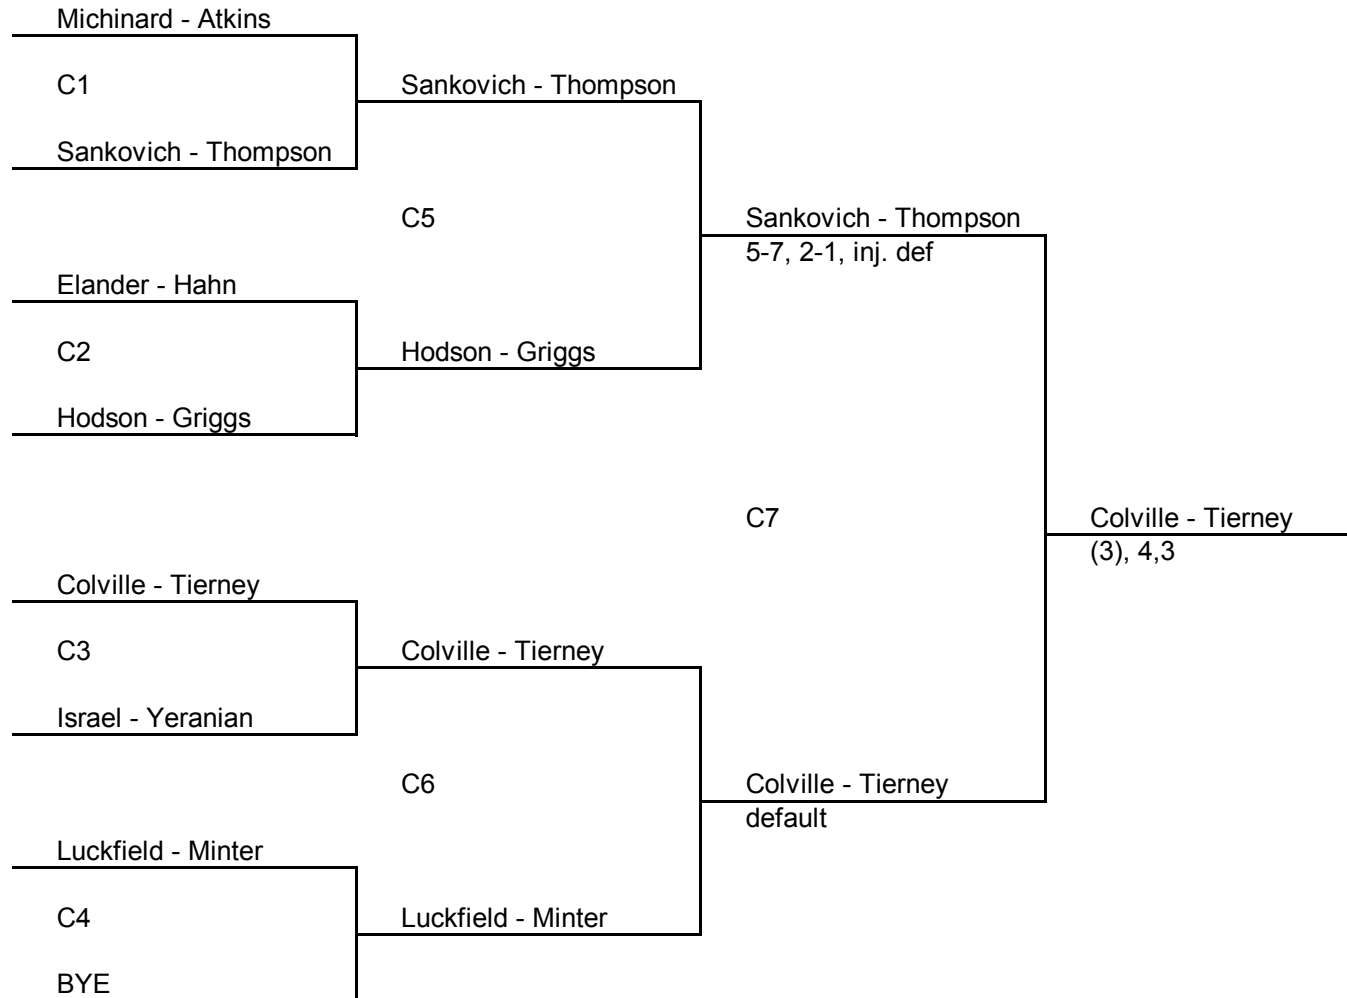 Michinard - Atkins
C1
Sankovich - Thompson
Sankovich - Thompson
C5
Sankovich - Thompson
5-7, 2-1, inj. def
Elander - Hahn
C2
Hodson - Griggs
Hodson - Griggs
C7
Colville - Tierney
(3), 4,3
Colville - Tierney
C3
Colville - Tierney
Israel - Yeranian
C6
Colville - Tierney
default
Luckfield - Minter
C4
Luckfield - Minter
BYE